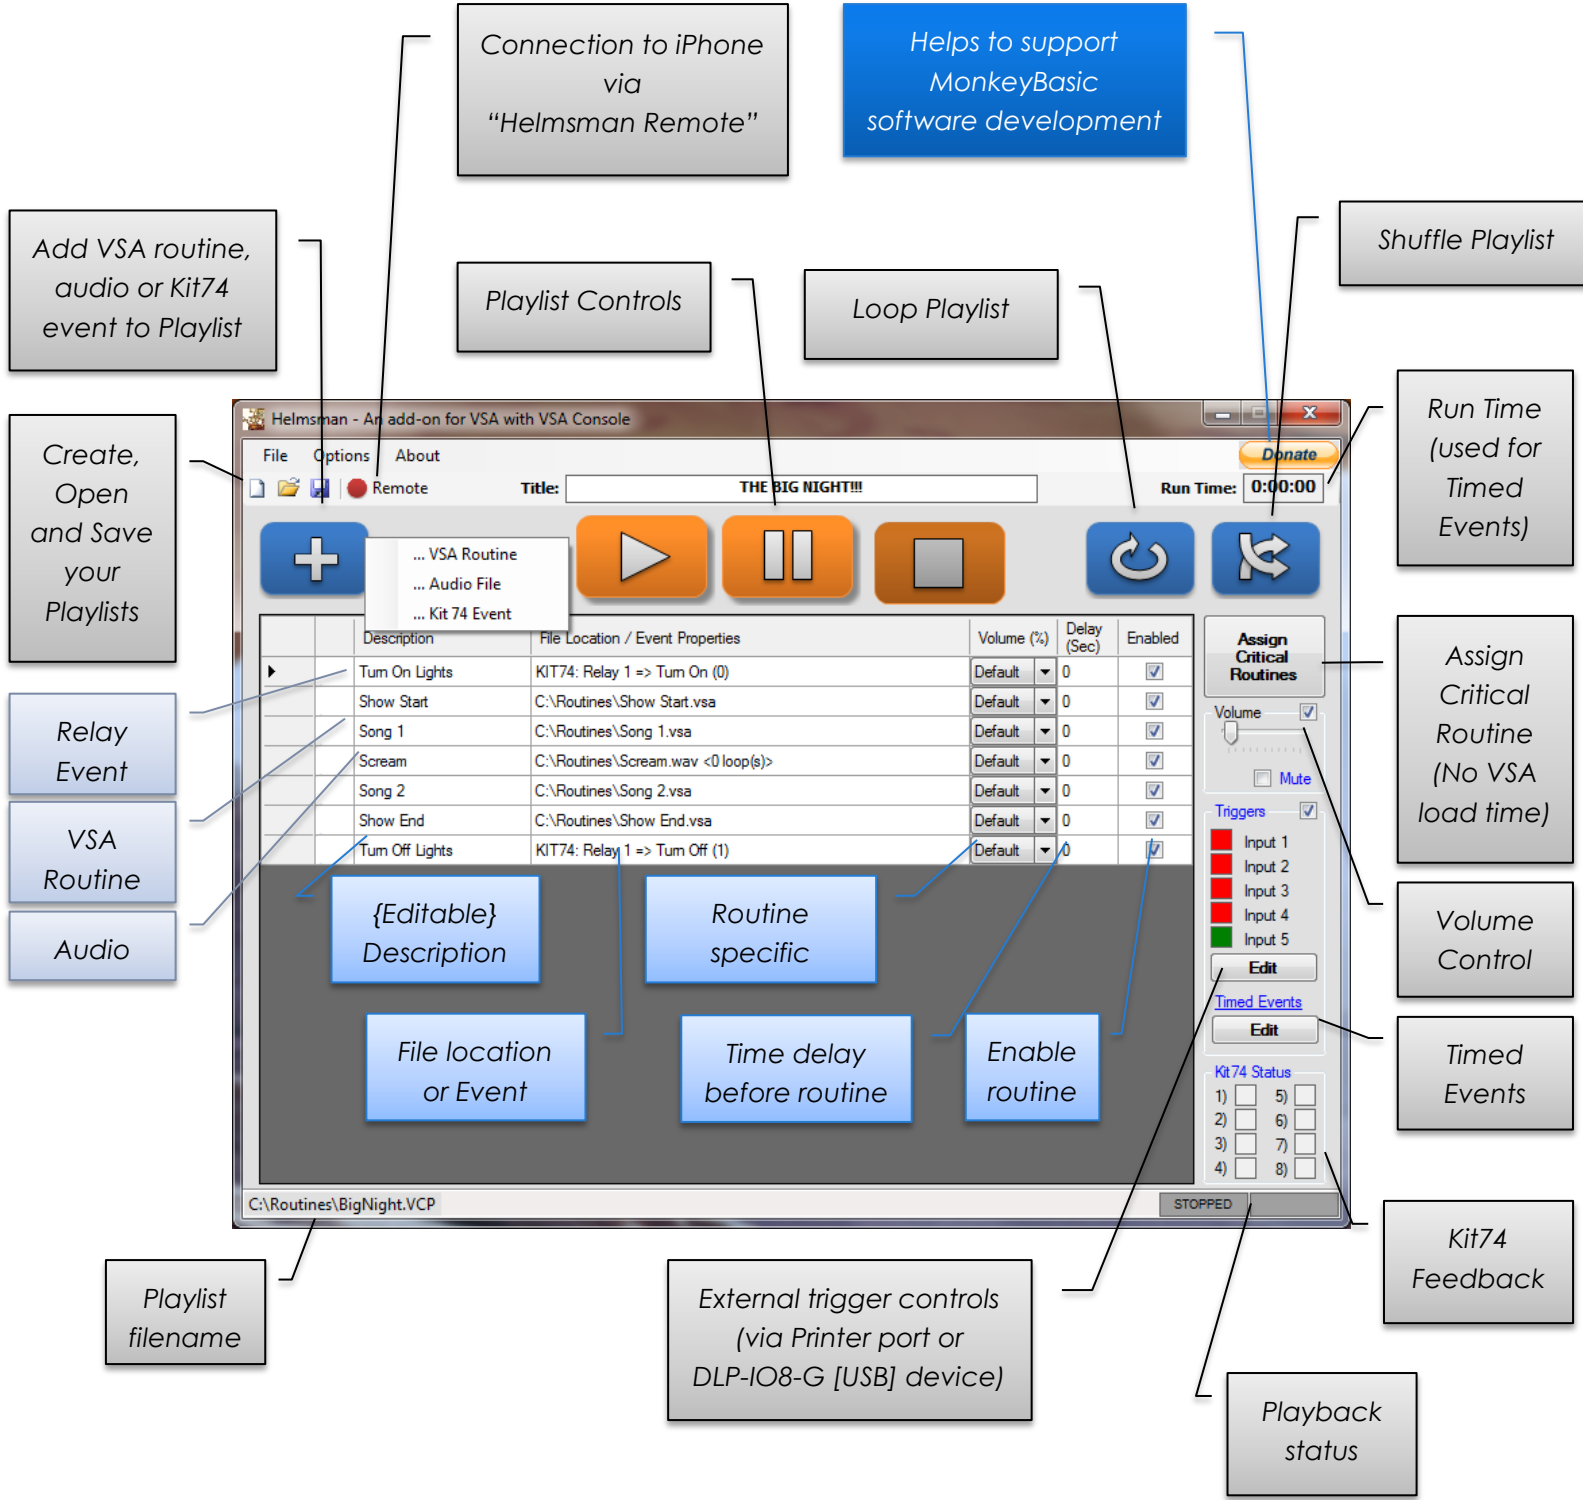 Connection to iPhone
via
“Helmsman Remote”
Helps to support
MonkeyBasic
software development
Add VSA routine,
audio or Kit74
event to Playlist
Playlist Controls
Loop Playlist
Shuffle Playlist
Create,
Open
and Save
your
Playlists
Run Time
(used for
Timed
Events)
Helmsman - An add-on for VSA with VSA Console
File Options About
Donate
Remote Title: THE BIG NIGHT!!! Run Time: 0:00:00
... VSA Routine
... Audio File
... Kit 74 Event
Description File Location / Event Properties Volume (%) Delay (Sec) Enabled
Turn On Lights KIT74: Relay 1 => Turn On (0) Default 0
Show Start C:\Routines\Show Start.vsa Default 0
Song 1 C:\Routines\Song 1.vsa Default 0
Scream C:\Routines\Scream.wav <0 loop(s)> Default 0
Song 2 C:\Routines\Song 2.vsa Default 0
Show End C:\Routines\Show End.vsa Default 0
Turn Off Lights KIT74: Relay 1 => Turn Off (1) Default 0
Assign
Critical
Routines
Volume
Mute
Triggers
Input 1
Input 2
Input 3
Input 4
Input 5
Edit
Timed Events
Edit
Kit74 Status
1) 5)
2) 6)
3) 7)
4) 8)
C:\Routines\BigNight.VCP STOPPED
Relay
Event
VSA
Routine
Audio
{Editable}
Description
Routine
specific
File location
or Event
Time delay
before routine
Enable
routine
Assign
Critical
Routine
(No VSA
load time)
Volume
Control
Timed
Events
Kit74
Feedback
Playlist
filename
External trigger controls
(via Printer port or
DLP-IO8-G [USB] device)
Playback
status